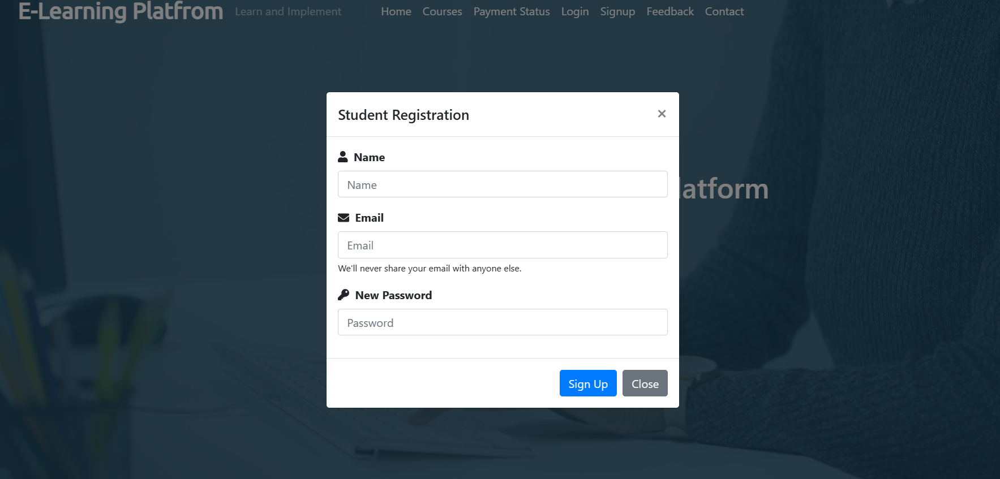 E-Learning Platfrom Learn and Implement Home Courses Payment Status Login Signup Feedback Contact
Student Registration ×
Name
Name
latform
Email
Email
We'll never share your email with anyone else.
New Password
Password
Sign Up Close